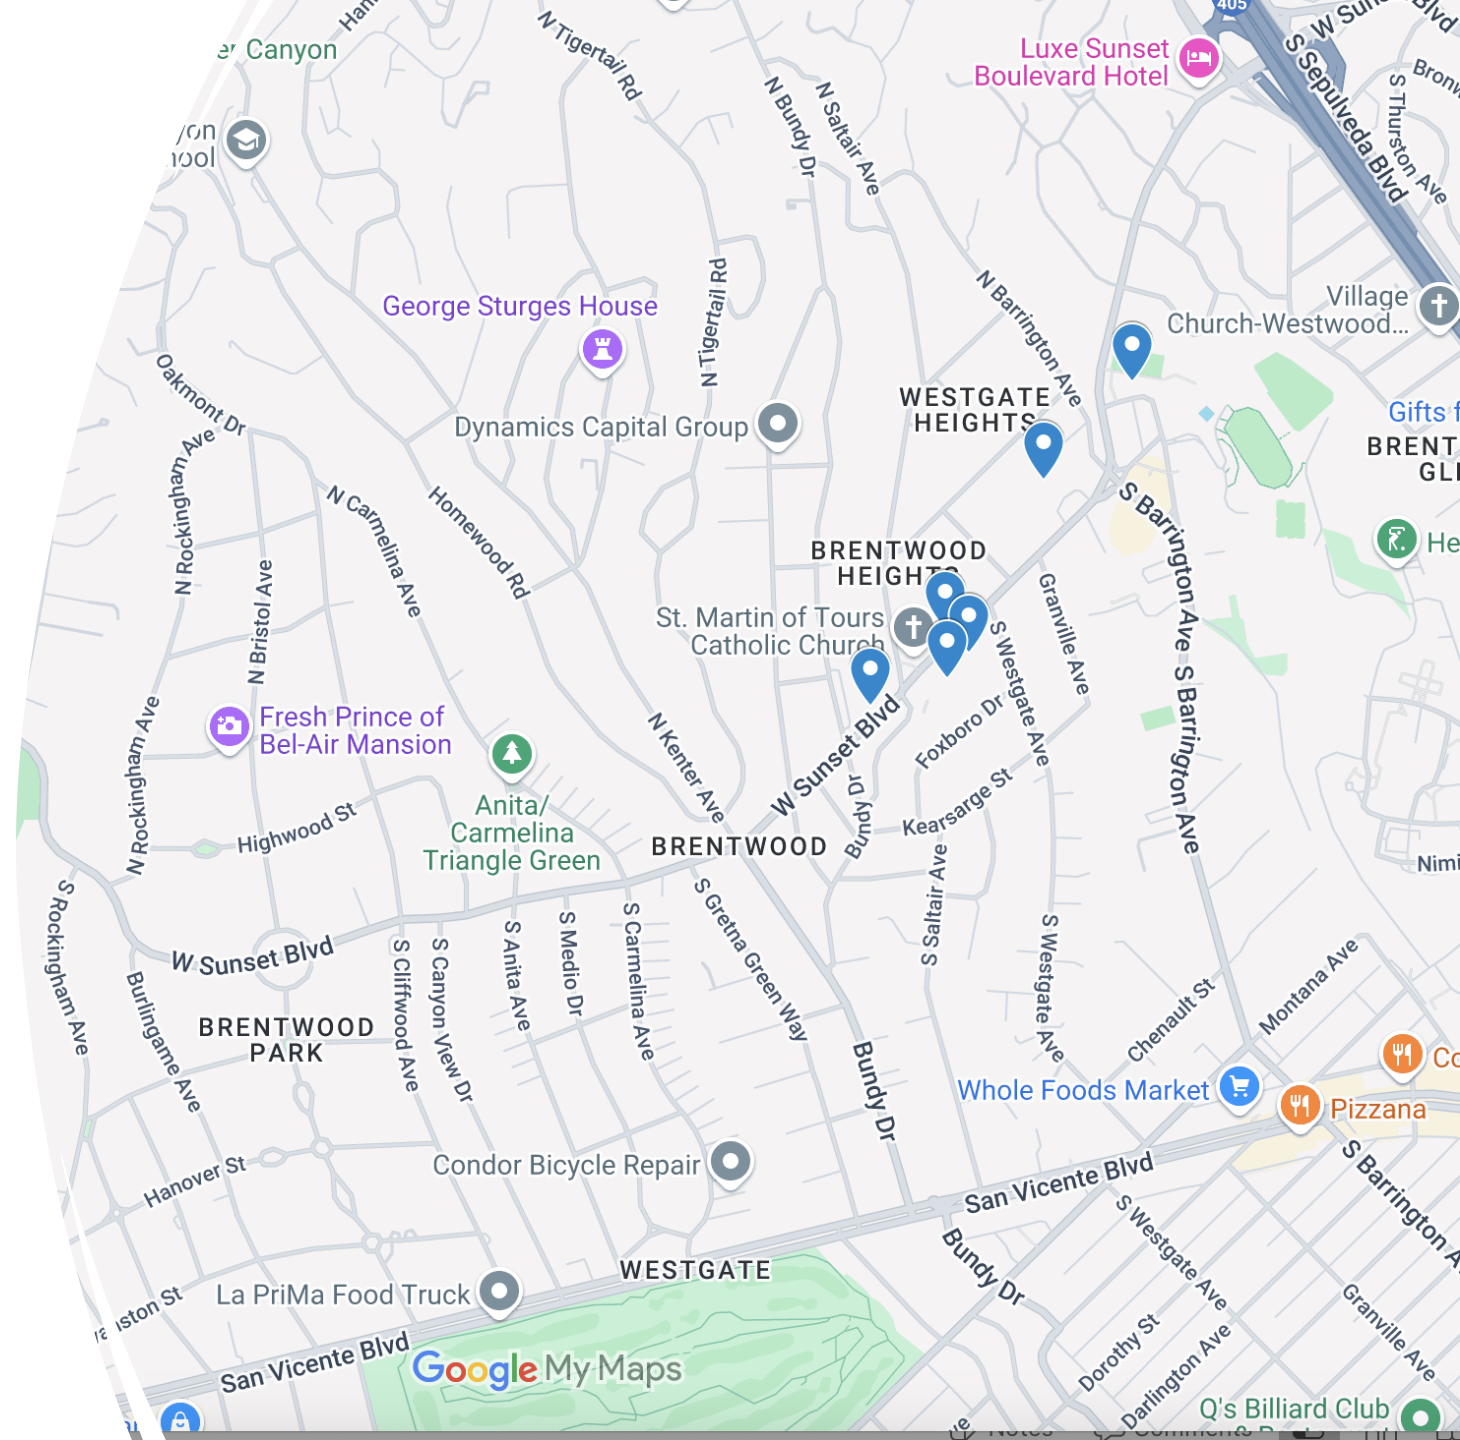 405
W Sunset Blvd
N Tigertail Rd
Canyon
Luxe Sunset
Boulevard Hotel
S Sepulveda Blvd
S Thurston Ave
N Bundy Dr
N Saltair Ave
George Sturges House
N Tigertail Rd
N Barrington Ave
Village
Church-Westwood...
Oakmont Dr
WESTGATE
HEIGHTS
Dynamics Capital Group
Gifts f
BRENT
GLE
N Rockingham Ave
N Carmelina Ave
Homewood Rd
S Barrington Ave
BRENTWOOD
HEIGHTS
He
N Bristol Ave
St. Martin of Tours
Catholic Church
S Westgate Ave
Granville Ave
Fresh Prince of
Bel-Air Mansion
N Rockingham Ave
N Kenter Ave
W Sunset Blvd
Foxboro Dr
S Barrington Ave
Anita/
Carmelina
Triangle Green
Highwood St
Bundy Dr
Kearsarge St
BRENTWOOD
Nimi
S Rockingham Ave
S Gretna Green Way
S Saltair Ave
W Sunset Blvd
S Cliffwood Ave
S Canyon View Dr
S Anita Ave
S Medio Dr
S Carmelina Ave
S Westgate Ave
Burlingame Ave
BRENTWOOD
PARK
Chenault St
Montana Ave
Bundy Dr
Co
Whole Foods Market
Pizzana
Hanover St
Condor Bicycle Repair
San Vicente Blvd
S Barrington A
S Westgate Ave
Bundy Dr
WESTGATE
La PriMa Food Truck
Granville Ave
Dorothy St
Darlington Ave
San Vicente Blvd
Google My Maps
Q's Billiard Club